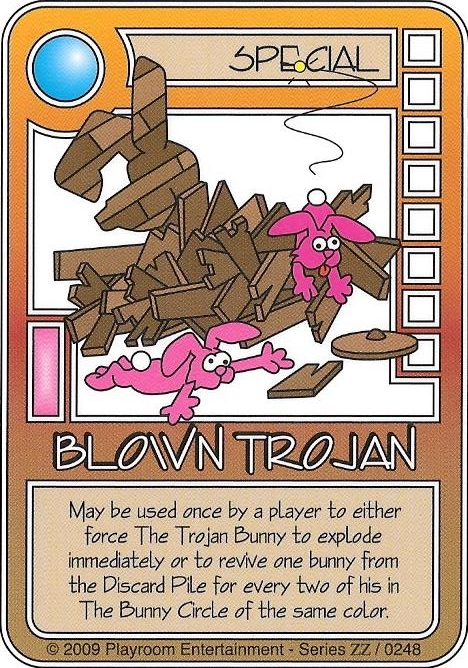 SPECIAL
BLOWN TROJAN
May be used once by a player to either
force The Trojan Bunny to explode
immediately or to revive one bunny from
the Discard Pile for every two of his in
The Bunny Circle of the same color.
© 2009 Playroom Entertainment - Series ZZ / 0248